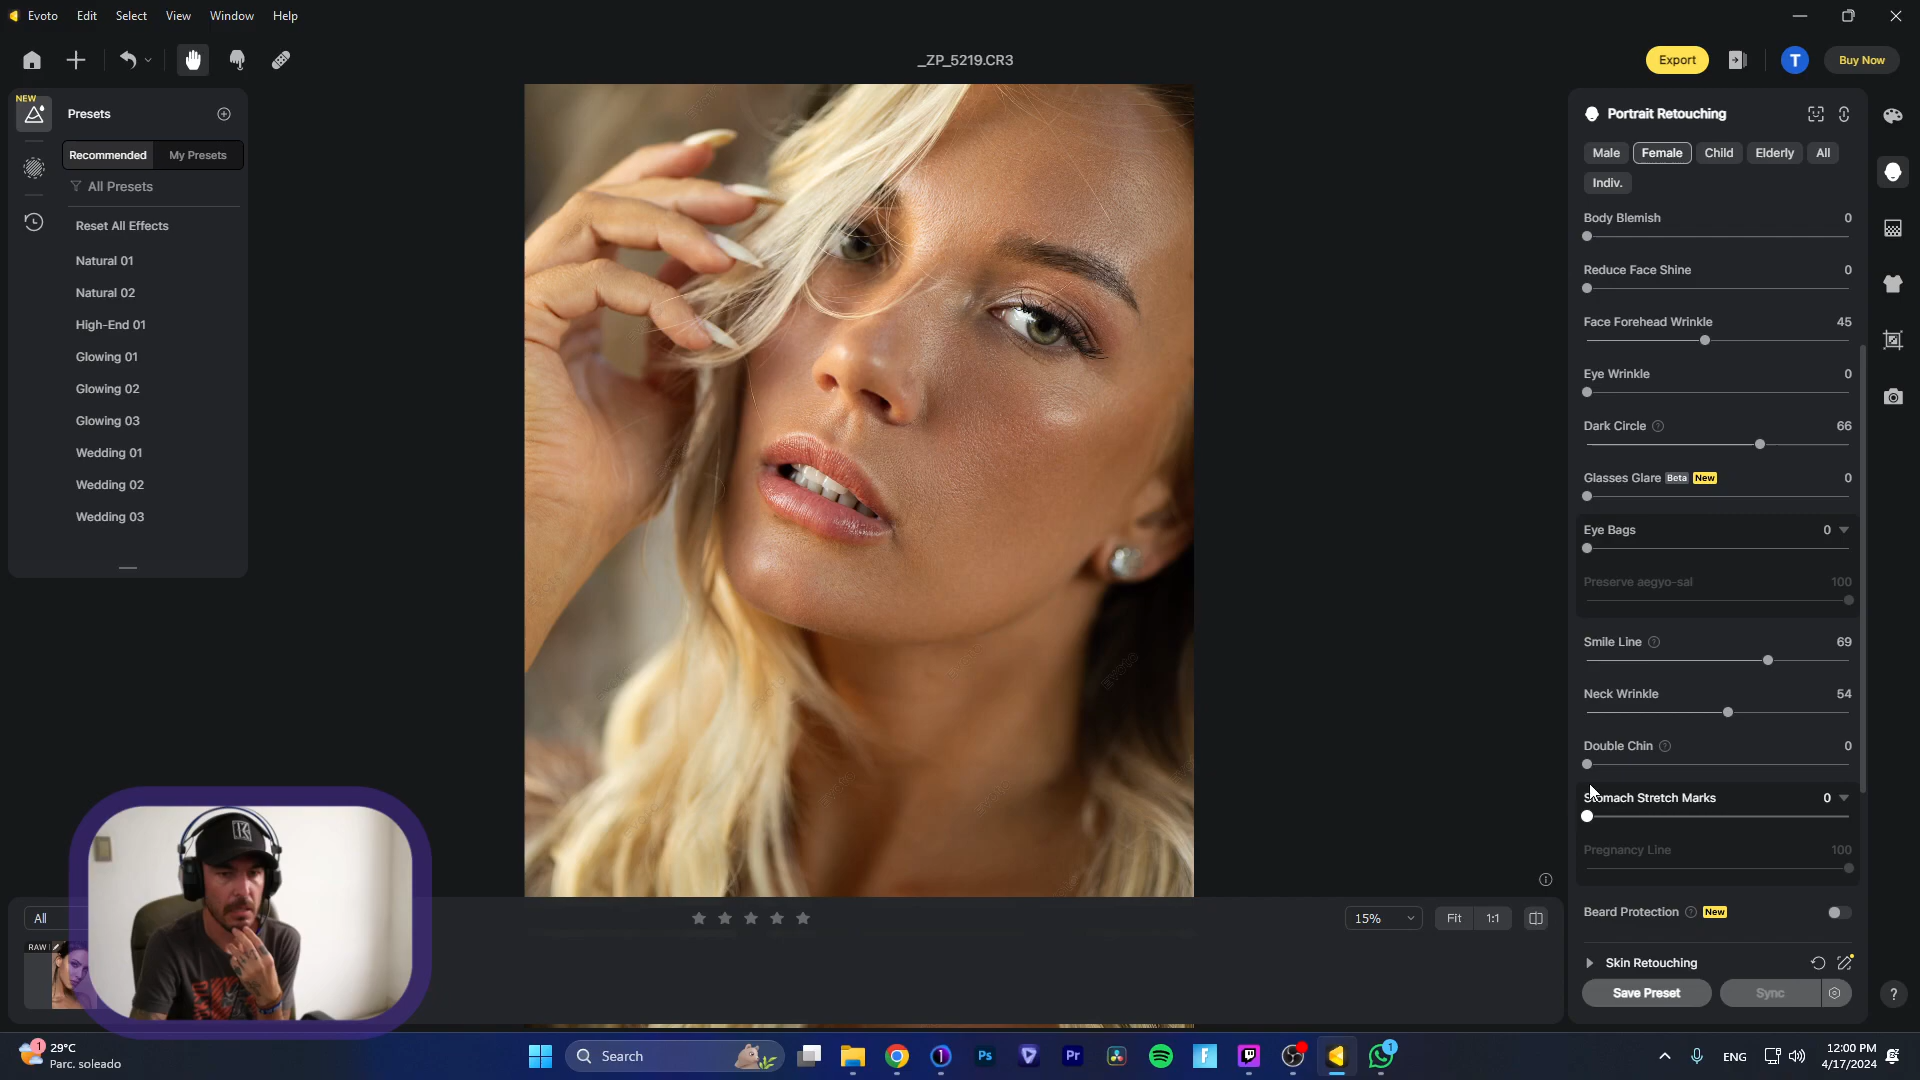 Evoto Edit Select View Window Help
_ZP_5219.CR3
Export
T
Buy Now
NEW
Presets
Recommended My Presets
All Presets
Reset All Effects
Natural 01
Natural 02
High-End 01
Glowing 01
Glowing 02
Glowing 03
Wedding 01
Wedding 02
Wedding 03
Portrait Retouching
Male Female Child Elderly All
Indiv.
Body Blemish 0
Reduce Face Shine 0
Face Forehead Wrinkle 45
Eye Wrinkle 0
Dark Circle 66
Glasses Glare Beta New 0
Eye Bags 0
Preserve aegyo-sal 100
Smile Line 69
Neck Wrinkle 54
Double Chin 0
Stomach Stretch Marks 0
Pregnancy Line 100
Beard Protection New
Skin Retouching
Save Preset Sync
All
RAW
15% Fit 1:1
evoto
1
29°C
Parc. soleado
Search
Ps
Pr
F
1
ENG
12:00 PM
4/17/2024